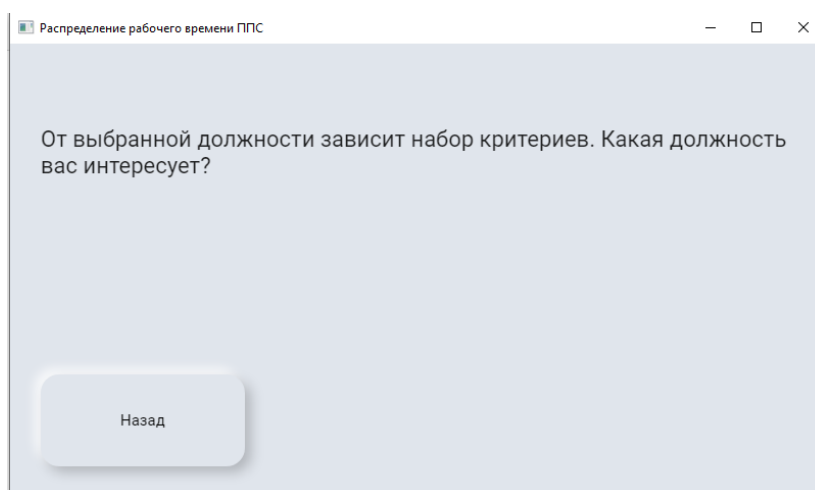 Распределение рабочего времени ППС
От выбранной должности зависит набор критериев. Какая должность
вас интересует?
Назад